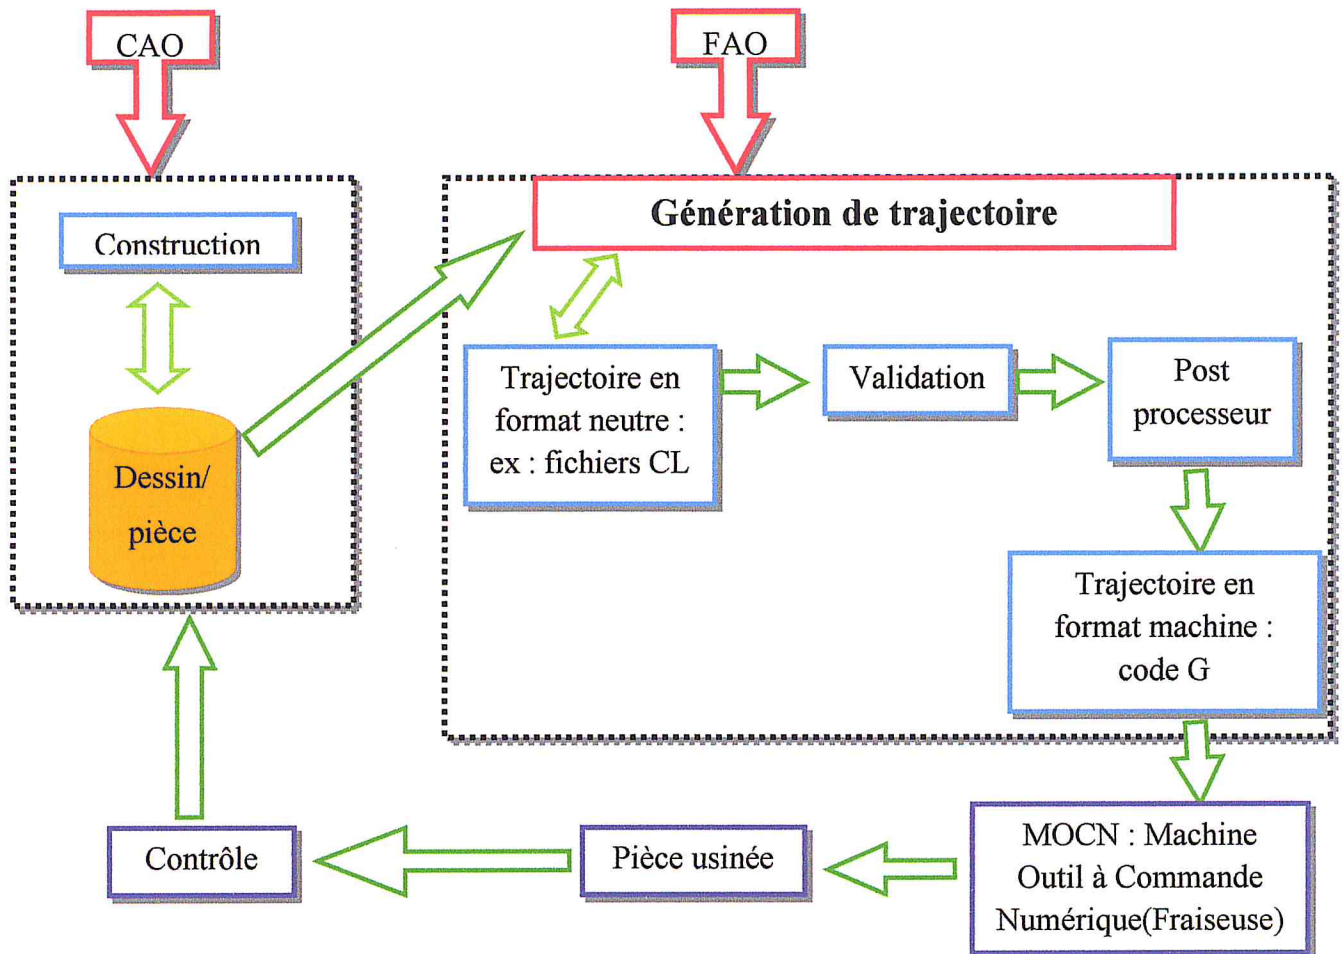 CAO
FAO
Construction
Dessin/
pièce
Génération de trajectoire
Trajectoire en
format neutre :
ex : fichiers CL
Validation
Post
processeur
Trajectoire en
format machine :
code G
MOCN : Machine
Outil à Commande
Numérique(Fraiseuse)
Pièce usinée
Contrôle